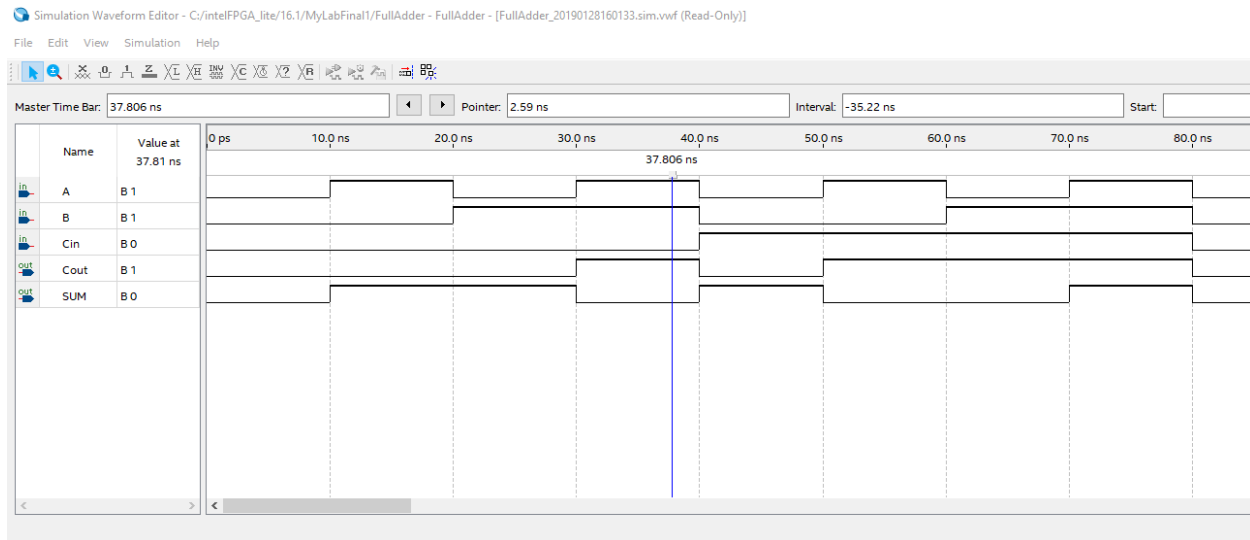 Simulation Waveform Editor - C:/intelFPGA_lite/16.1/MyLabFinal1/FullAdder - FullAdder - [FullAdder_20190128160133.sim.vwf (Read-Only)]
File Edit View Simulation Help
Master Time Bar: 37.806 ns Pointer: 2.59 ns Interval: -35.22 ns Start:
Name Value at 37.81 ns
0 ps 10.0 ns 20.0 ns 30.0 ns 40.0 ns 50.0 ns 60.0 ns 70.0 ns 80.0 ns
37.806 ns
in A B 1
in B B 1
in Cin B 0
out Cout B 1
out SUM B 0